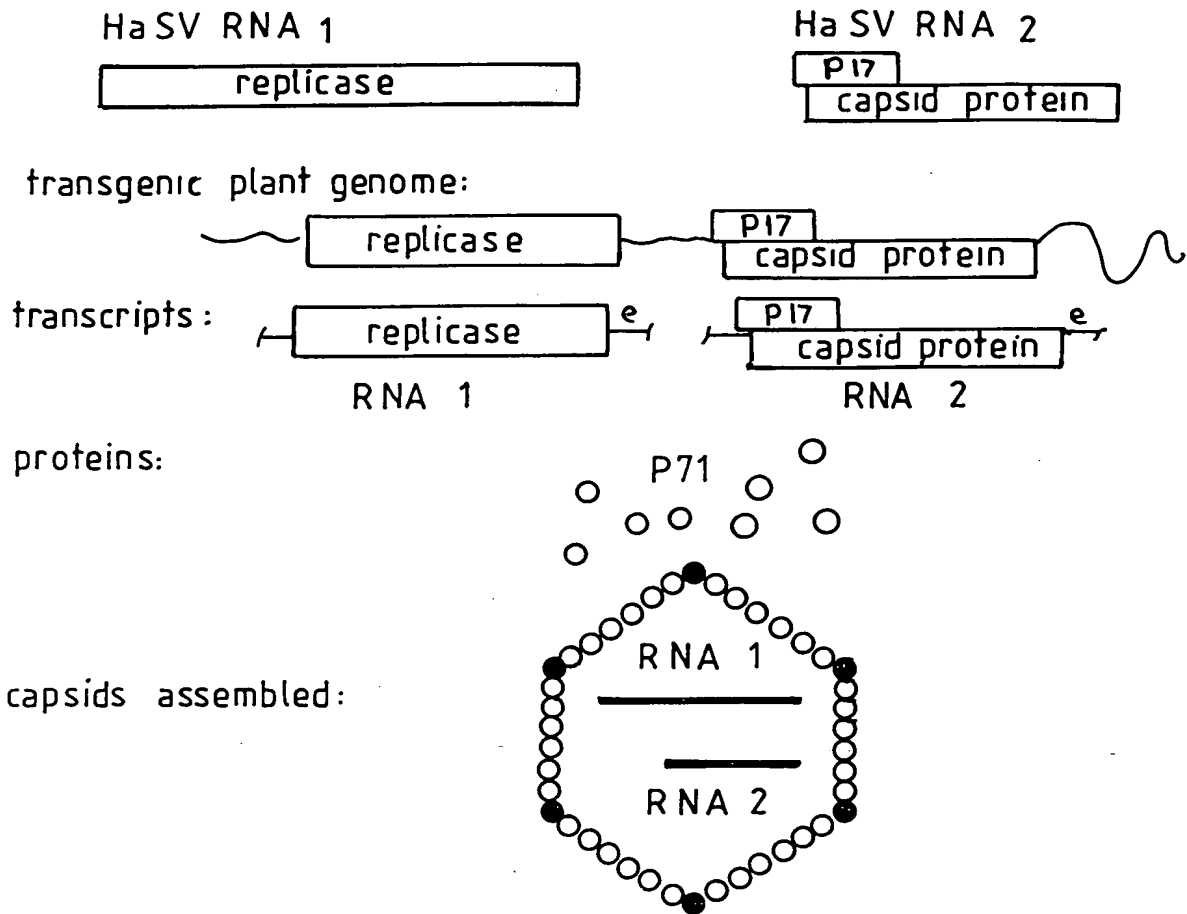 HaSV RNA 1
HaSV RNA 2
replicase
P17
capsid protein
transgenic plant genome:
replicase
P17
capsid protein
transcripts:
replicase
e
P17
capsid protein
e
RNA 1
RNA 2
proteins:
P71
RNA 1
capsids assembled:
RNA 2